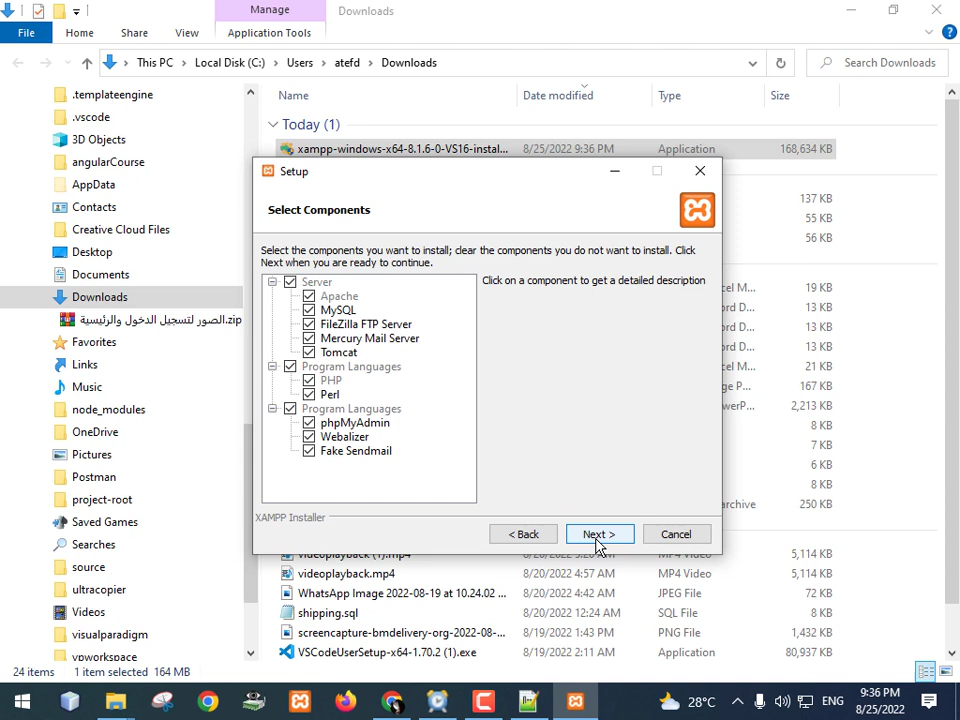 Manage
Downloads
File
Home
Share
View
Application Tools
This PC > Local Disk (C:) > Users > atefd > Downloads
Search Downloads
.templateengine
.vscode
3D Objects
angularCourse
AppData
Contacts
Creative Cloud Files
Desktop
Documents
Downloads
الصور لتسجيل الدخول والرئيسية.zip
Favorites
Links
Music
node_modules
OneDrive
Pictures
Postman
project-root
Saved Games
Searches
source
ultracopier
Videos
visualparadigm
vpworkspace
Name
Date modified
Type
Size
Today (1)
xampp-windows-x64-8.1.6-0-VS16-instal... 8/25/2022 9:36 PM Application 168,634 KB
137 KB
55 KB
56 KB
Setup
Select Components
Select the components you want to install; clear the components you do not want to install. Click
Next when you are ready to continue.
Server
Apache
MySQL
FileZilla FTP Server
Mercury Mail Server
Tomcat
Program Languages
PHP
Perl
Program Languages
phpMyAdmin
Webalizer
Fake Sendmail
Click on a component to get a detailed description
XAMPP Installer
< Back
Next >
Cancel
cel M... 19 KB
rd D... 13 KB
rd D... 13 KB
cel M... 21 KB
ge P... 167 KB
werP... 2,213 KB
8 KB
7 KB
6 KB
8 KB
archive 250 KB
videoplayback (1).mp4 MP4 Video 5,114 KB
videoplayback.mp4 8/20/2022 4:57 AM MP4 Video 5,114 KB
WhatsApp Image 2022-08-19 at 10.24.02 ... 8/20/2022 4:42 AM JPEG File 72 KB
shipping.sql 8/20/2022 12:24 AM SQL File 8 KB
screencapture-bmdelivery-org-2022-08-... 8/19/2022 1:43 PM PNG File 1,432 KB
VSCodeUserSetup-x64-1.70.2 (1).exe 8/19/2022 2:11 AM Application 80,937 KB
24 items
1 item selected 164 MB
28°C
ENG
9:36 PM
8/25/2022